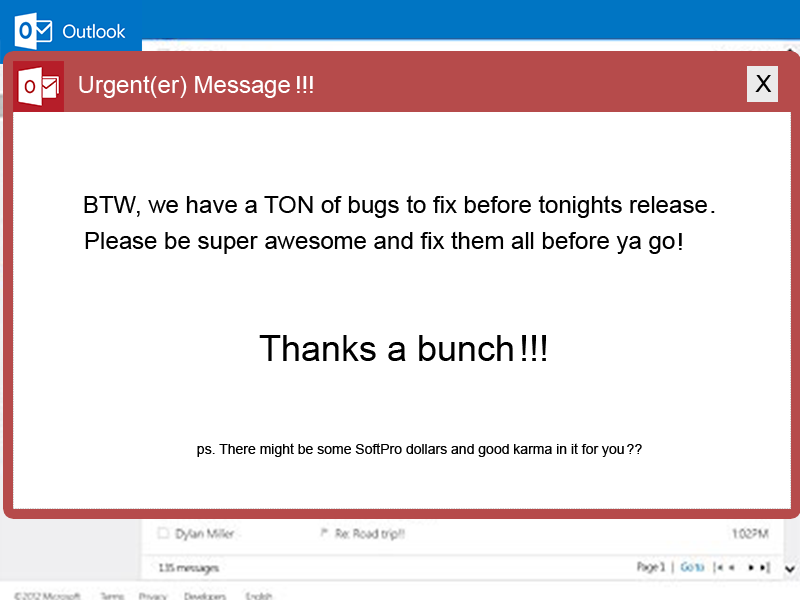 Outlook
Urgent(er) Message!!!
X
BTW, we have a TON of bugs to fix before tonights release.
Please be super awesome and fix them all before ya go!
Thanks a bunch!!!
ps. There might be some SoftPro dollars and good karma in it for you??
Dylan Miller Re: Road trip!! 1:02PM
135 messages Page 1 | Go to
©2012 Microsoft Terms Privacy Developers English